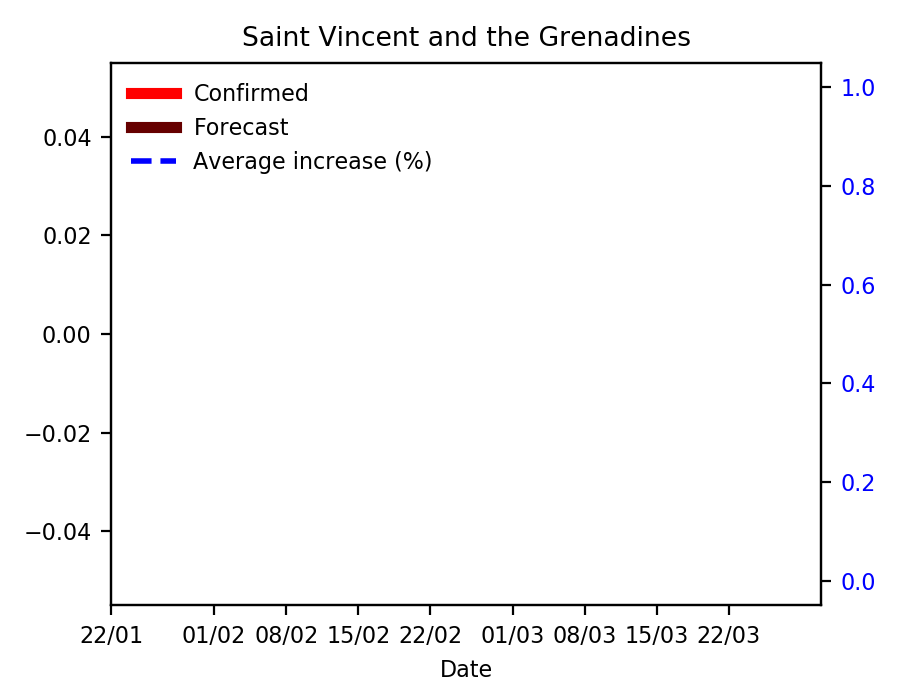 Saint Vincent and the Grenadines
Confirmed
Forecast
Average increase (%)
0.04
0.02
0.00
−0.02
−0.04
1.0
0.8
0.6
0.4
0.2
0.0
22/01 01/02 08/02 15/02 22/02 01/03 08/03 15/03 22/03
Date